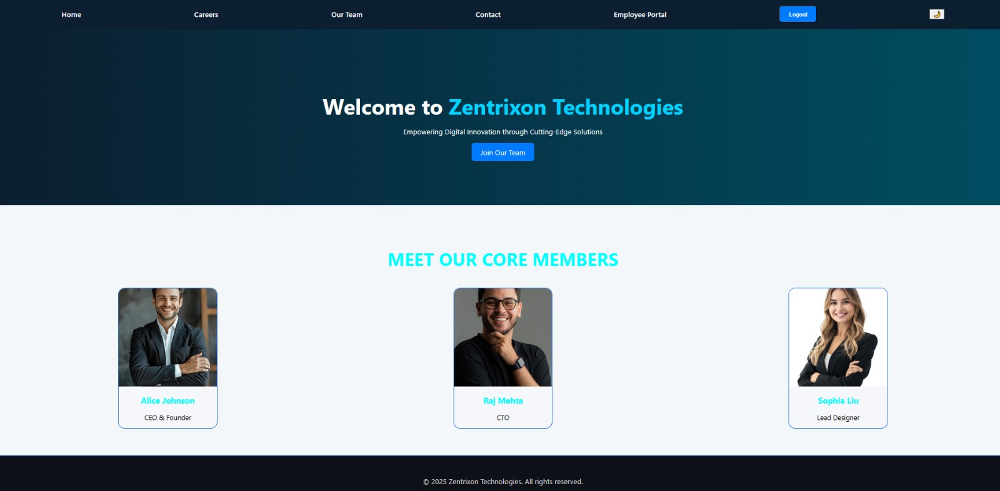 Home Careers Our Team Contact Employee Portal Logout
Welcome to Zentrixon Technologies
Empowering Digital Innovation through Cutting-Edge Solutions
Join Our Team
MEET OUR CORE MEMBERS
Alice Johnson
CEO & Founder
Raj Mehta
CTO
Sophia Liu
Lead Designer
© 2025 Zentrixon Technologies. All rights reserved.